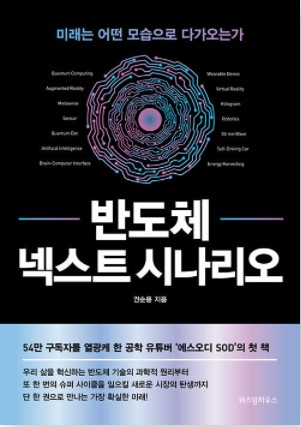 미래는 어떤 모습으로 다가오는가
Quantum Computing
Augmented Reality
Metaverse
Sensor
Quantum Dot
Artificial Intelligence
Brain-Computer Interface
Wearable Device
Virtual Reality
Hologram
Robotics
5G mmWave
Self-Driving Car
Energy Harvesting
반도체
넥스트 시나리오
권순용 지음
54만 구독자를 열광케 한 공학 유튜버 ‘에스오디 SOD’의 첫 책
우리 삶을 혁신하는 반도체 기술의 과학적 원리부터
또 한 번의 슈퍼 사이클을 일으킬 새로운 시장의 탄생까지
단 한 권으로 만나는 가장 확실한 미래!
위즈덤하우스